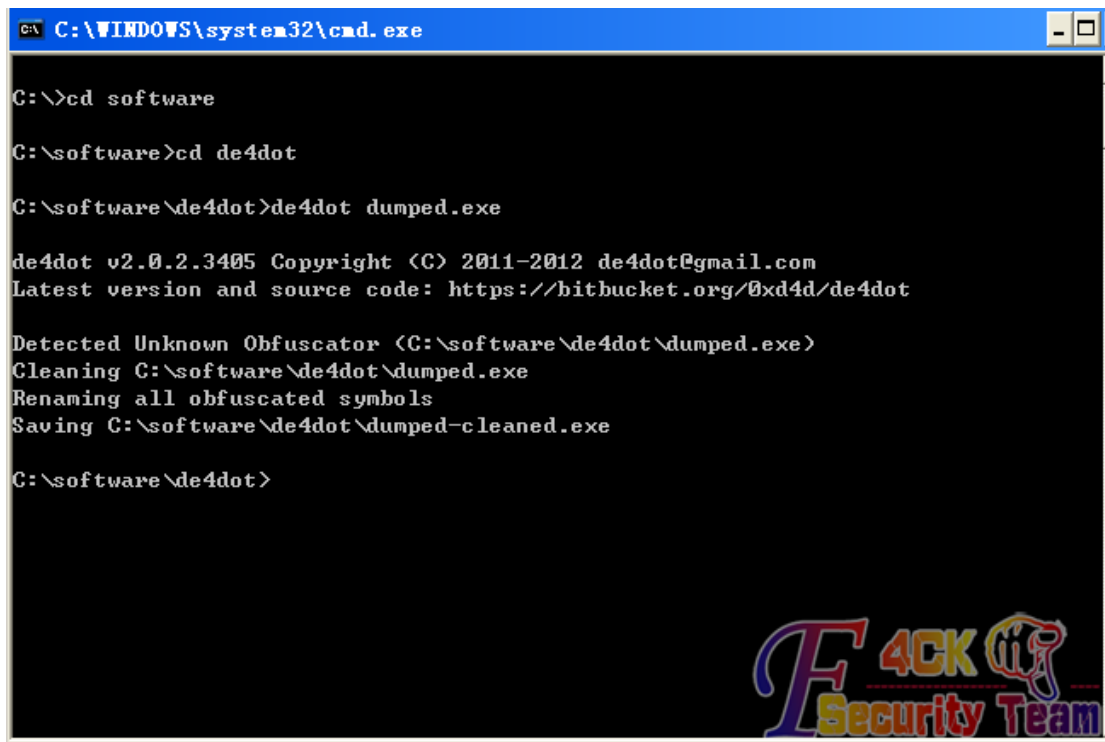 C:\WINDOWS\system32\cmd.exe
C:\>cd software
C:\software>cd de4dot
C:\software\de4dot>de4dot dumped.exe
de4dot v2.0.2.3405 Copyright (C) 2011-2012 de4dot@gmail.com
Latest version and source code: https://bitbucket.org/0xd4d/de4dot
Detected Unknown Obfuscator (C:\software\de4dot\dumped.exe)
Cleaning C:\software\de4dot\dumped.exe
Renaming all obfuscated symbols
Saving C:\software\de4dot\dumped-cleaned.exe
C:\software\de4dot>
F4CK
Security Team